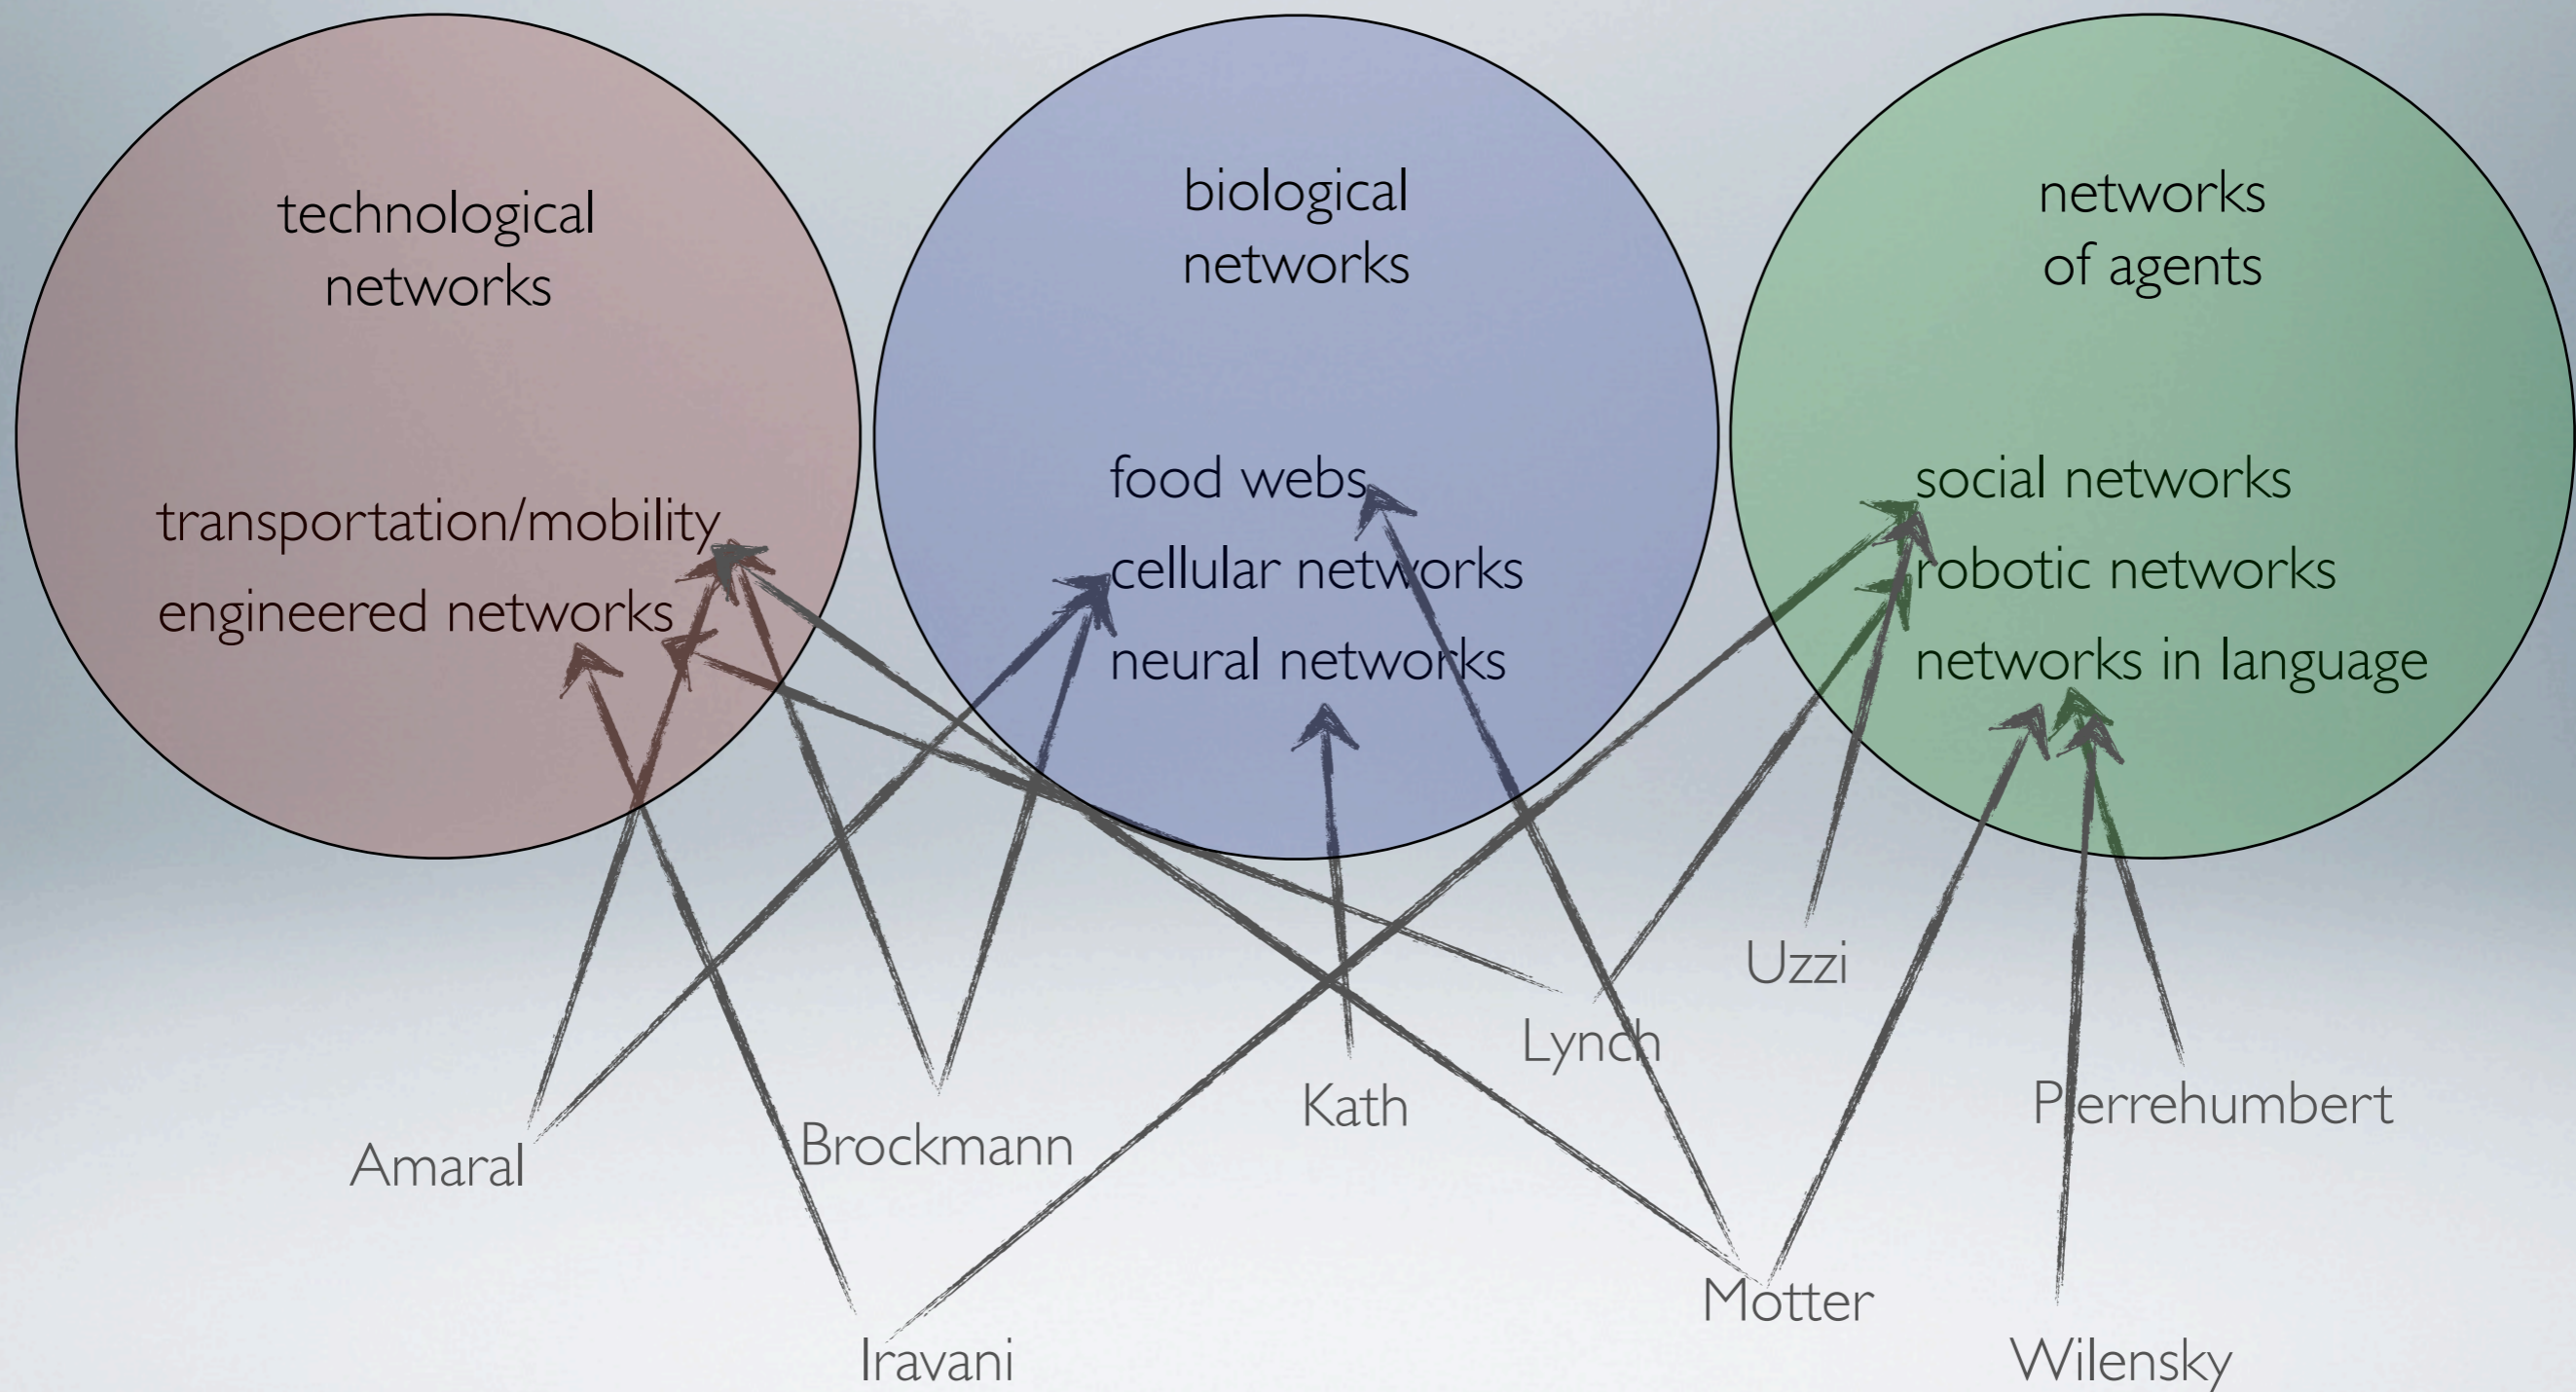 technological
networks
transportation/mobility
engineered networks
biological
networks
food webs
cellular networks
neural networks
networks
of agents
social networks
robotic networks
networks in language
Uzzi
Lynch
Kath
Pierrehumbert
Brockmann
Amaral
Motter
Iravani
Wilensky